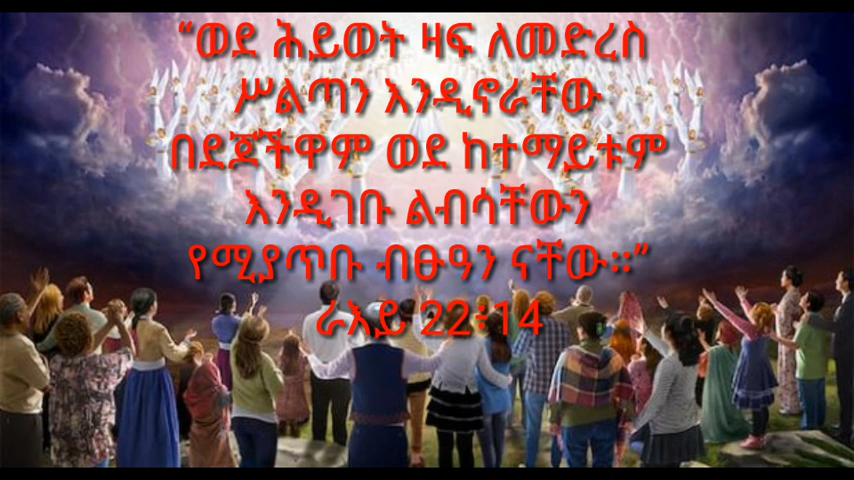 “ወደ ሕይወት ዛፍ ለመድረስ
ሥልጣን እንዲኖራቸው
በደጆችዋም ወደ ከተማይቱም
እንዲገቡ ልብሳቸውን
የሚያጥቡ ብፁዓን ናቸው።”
ራእይ 22፥14